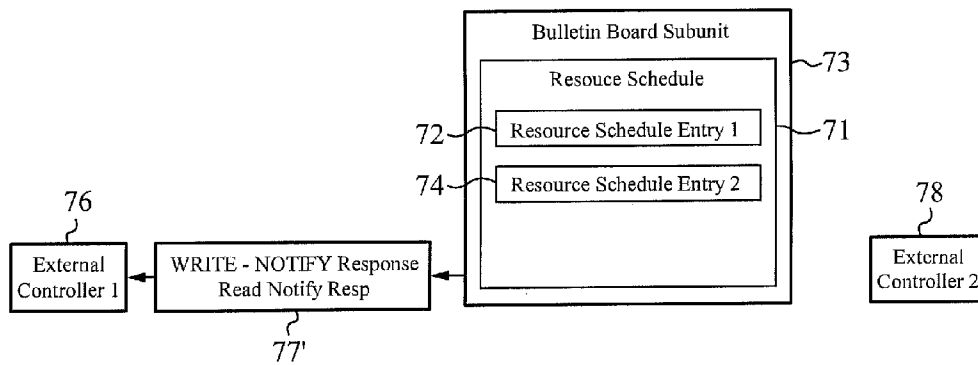 Bulletin Board Subunit
73
Resouce Schedule
72
Resource Schedule Entry 1
71
74
Resource Schedule Entry 2
76
78
External
Controller 1
WRITE - NOTIFY Response
Read Notify Resp
External
Controller 2
77'